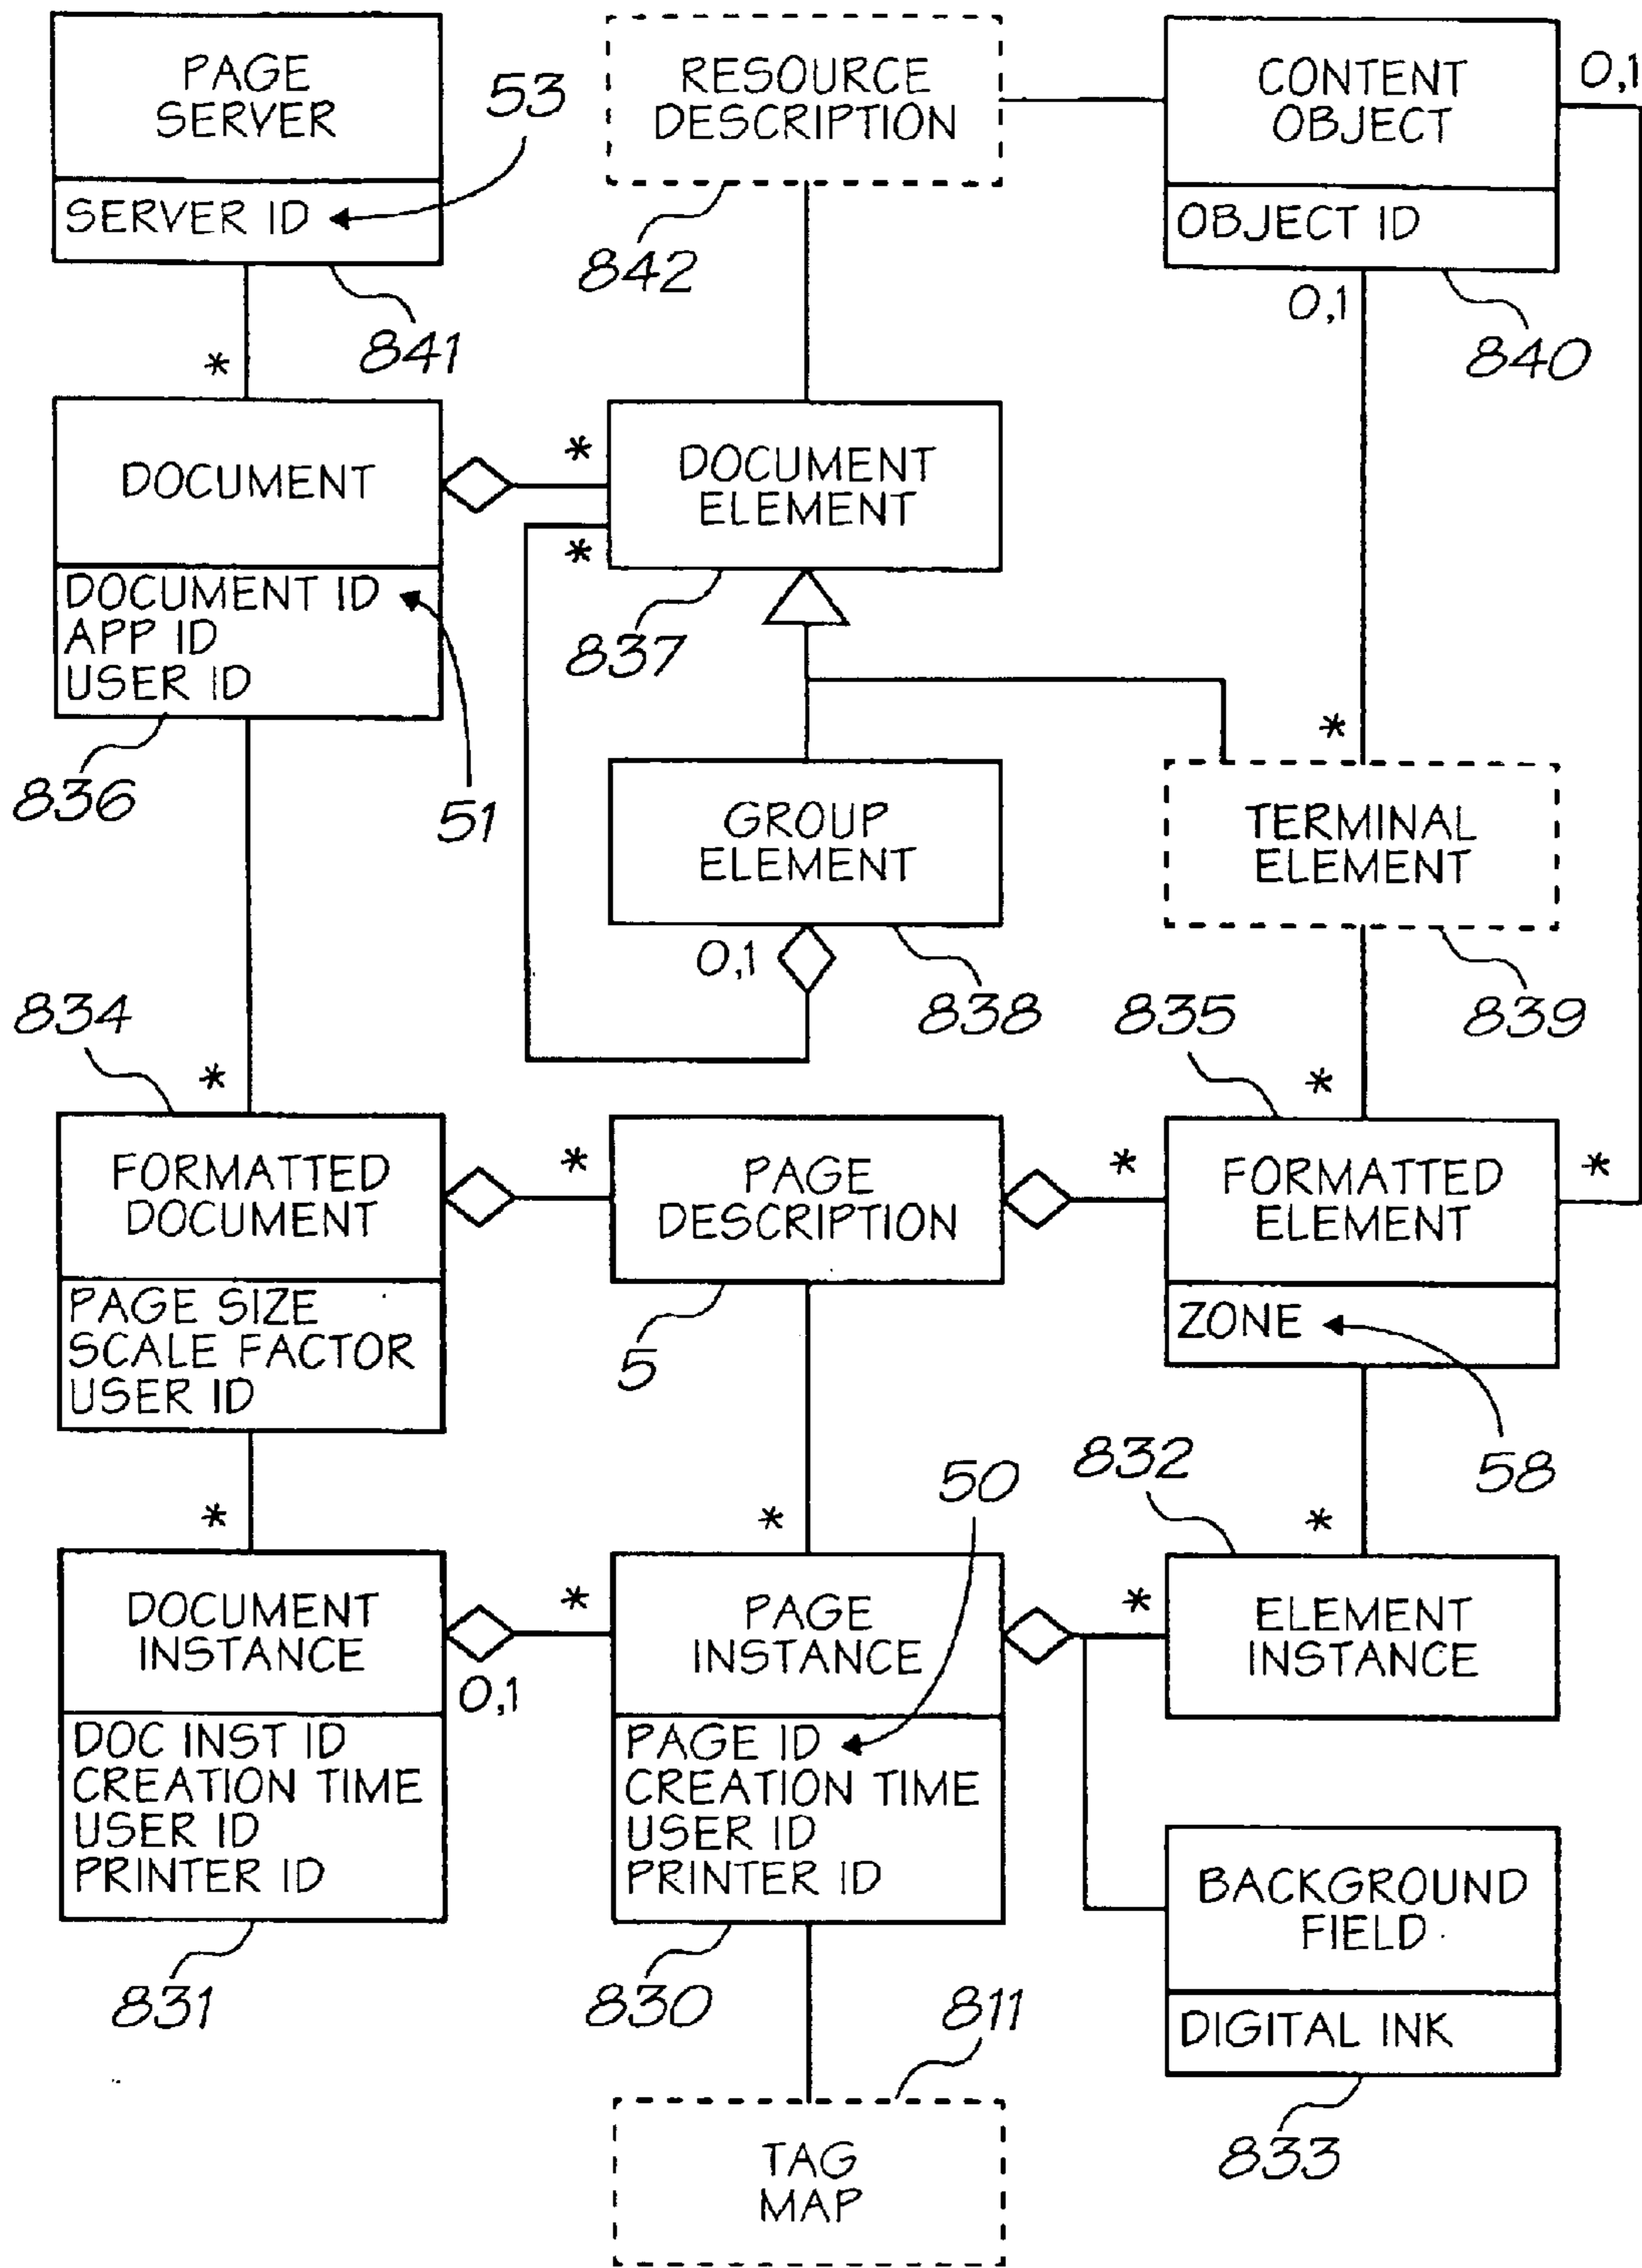 PAGE
SERVER
SERVER ID
53
841
RESOURCE
DESCRIPTION
842
CONTENT
OBJECT
OBJECT ID
0,1
0,1
840
*
DOCUMENT
DOCUMENT ID
APP ID
USER ID
836
51
*
*
DOCUMENT
ELEMENT
837
GROUP
ELEMENT
0,1
838
*
TERMINAL
ELEMENT
839
834
*
FORMATTED
DOCUMENT
PAGE SIZE
SCALE FACTOR
USER ID
*
PAGE
DESCRIPTION
5
835
*
*
*
FORMATTED
ELEMENT
ZONE
58
*
DOCUMENT
INSTANCE
0,1
DOC INST ID
CREATION TIME
USER ID
PRINTER ID
831
50
*
*
PAGE
INSTANCE
PAGE ID
CREATION TIME
USER ID
PRINTER ID
830
832
*
*
ELEMENT
INSTANCE
BACKGROUND
FIELD
DIGITAL INK
833
811
TAG
MAP